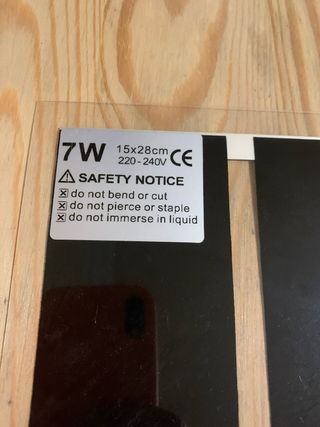 7W 15x28cm
220-240V CE
⚠ SAFETY NOTICE
☒ do not bend or cut
☒ do not pierce or staple
☒ do not immerse in liquid